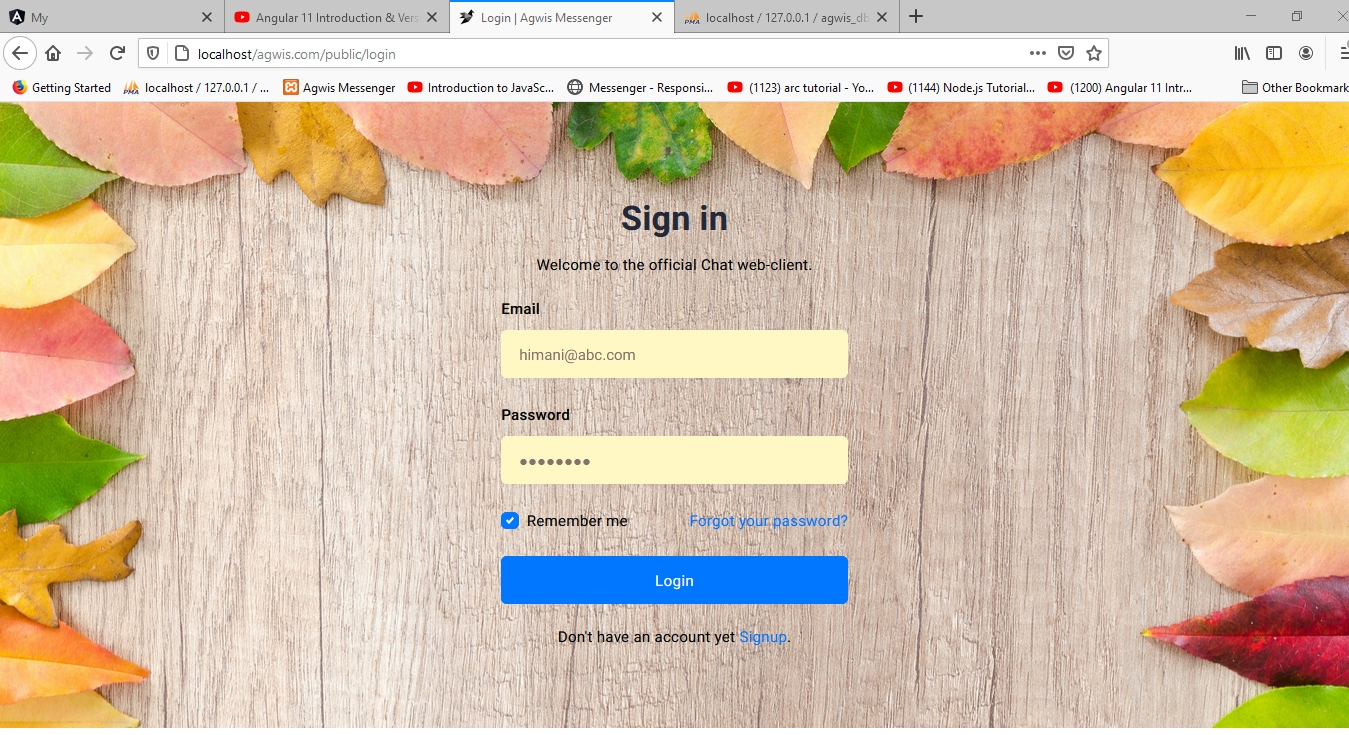 My
Angular 11 Introduction & Vers
Login | Agwis Messenger
localhost / 127.0.0.1 / agwis_db
localhost/agwis.com/public/login
Getting Started
localhost / 127.0.0.1 / ...
Agwis Messenger
Introduction to JavaSc...
Messenger - Responsi...
(1123) arc tutorial - Yo...
(1144) Node.js Tutorial...
(1200) Angular 11 Intr...
Other Bookmark
Sign in
Welcome to the official Chat web-client.
Email
himani@abc.com
Password
Remember me
Forgot your password?
Login
Don't have an account yet Signup.